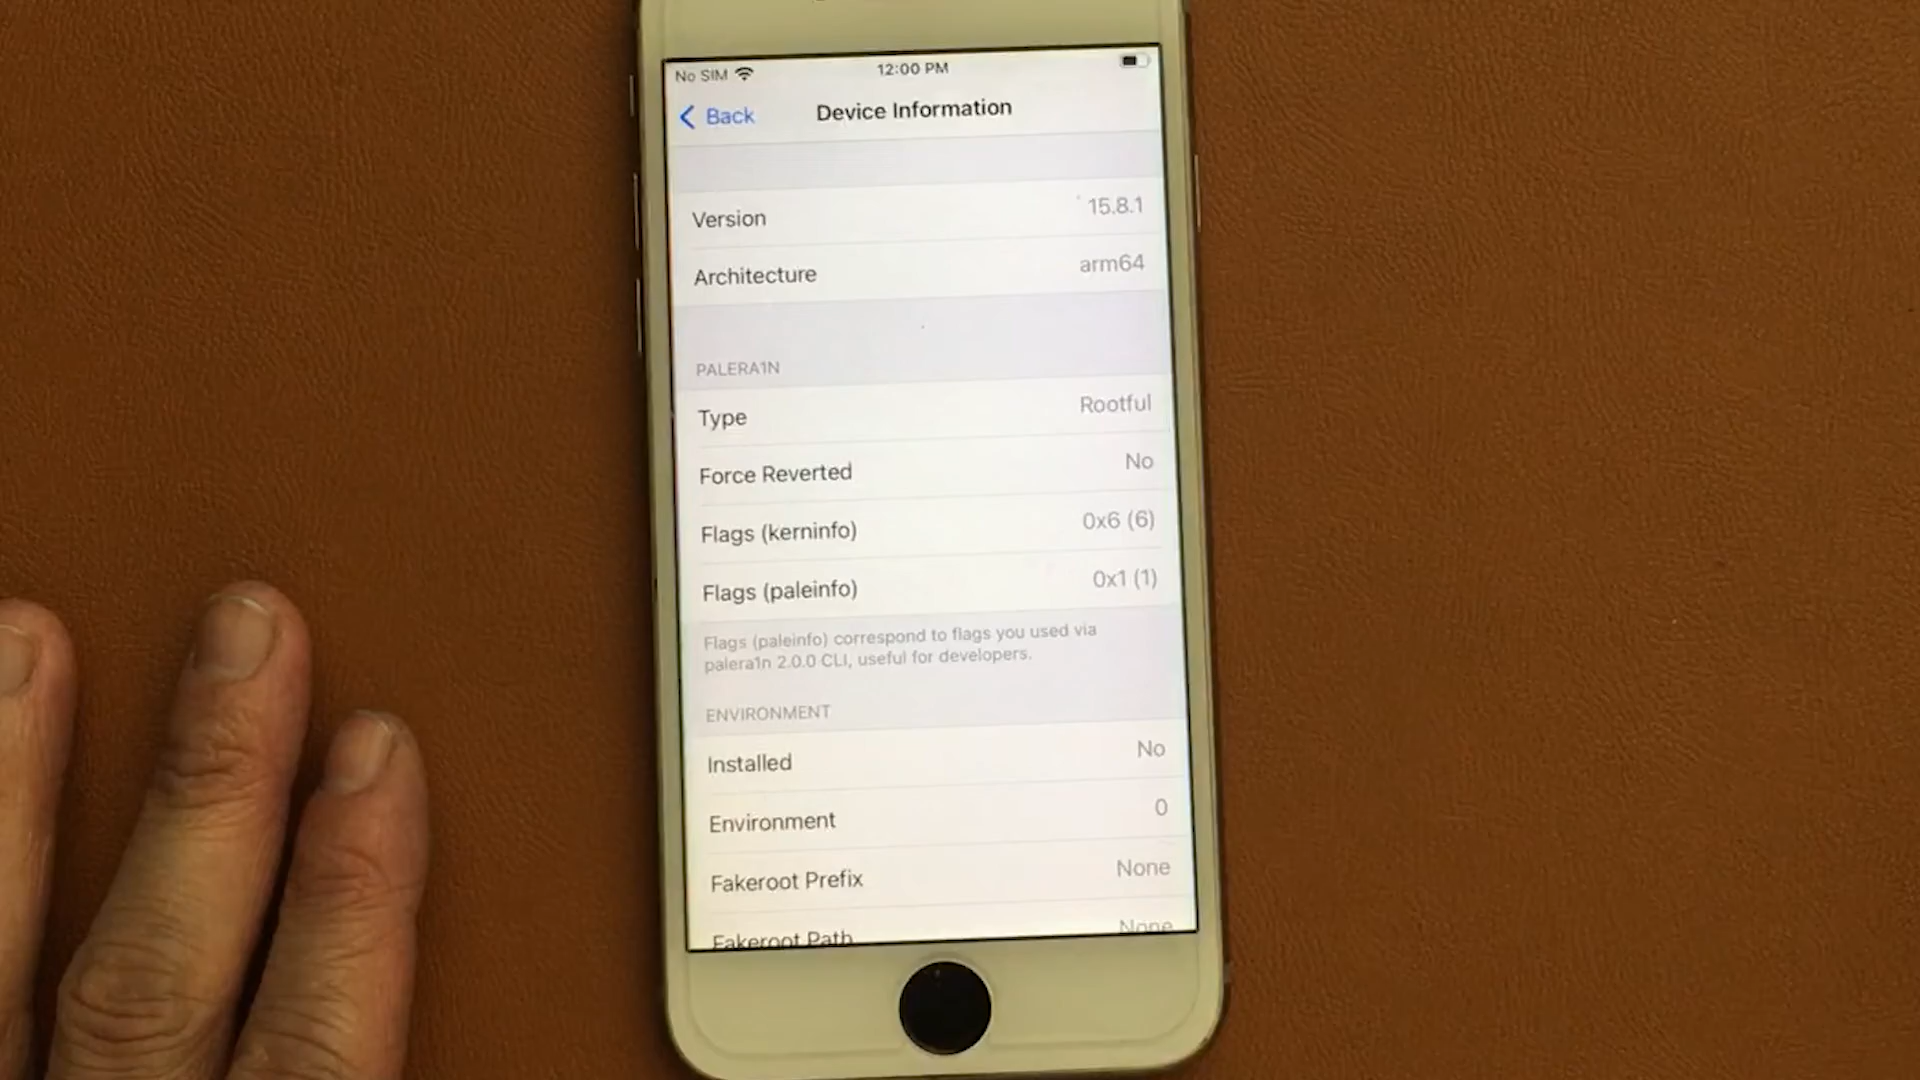 No SIM 12:00 PM
Back Device Information
Version 15.8.1
Architecture arm64
PALERA1N
Type Rootful
Force Reverted No
Flags (kerninfo) 0x6 (6)
Flags (paleinfo) 0x1 (1)
Flags (paleinfo) correspond to flags you used via
palera1n 2.0.0 CLI, useful for developers.
ENVIRONMENT
Installed No
Environment 0
Fakeroot Prefix None
Fakeroot Path None